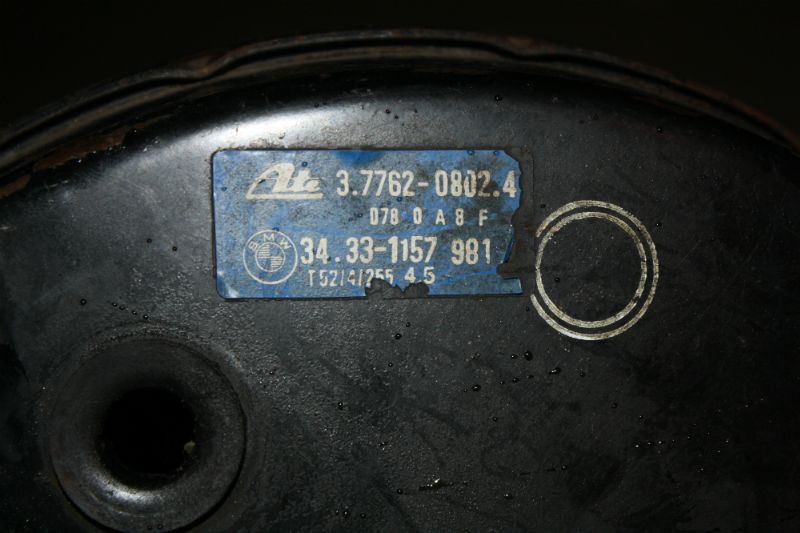 Ate 3.7762-0802.4
078 0 A 8 F
BMW 34.33-1157 981
T52/4/255 4.5